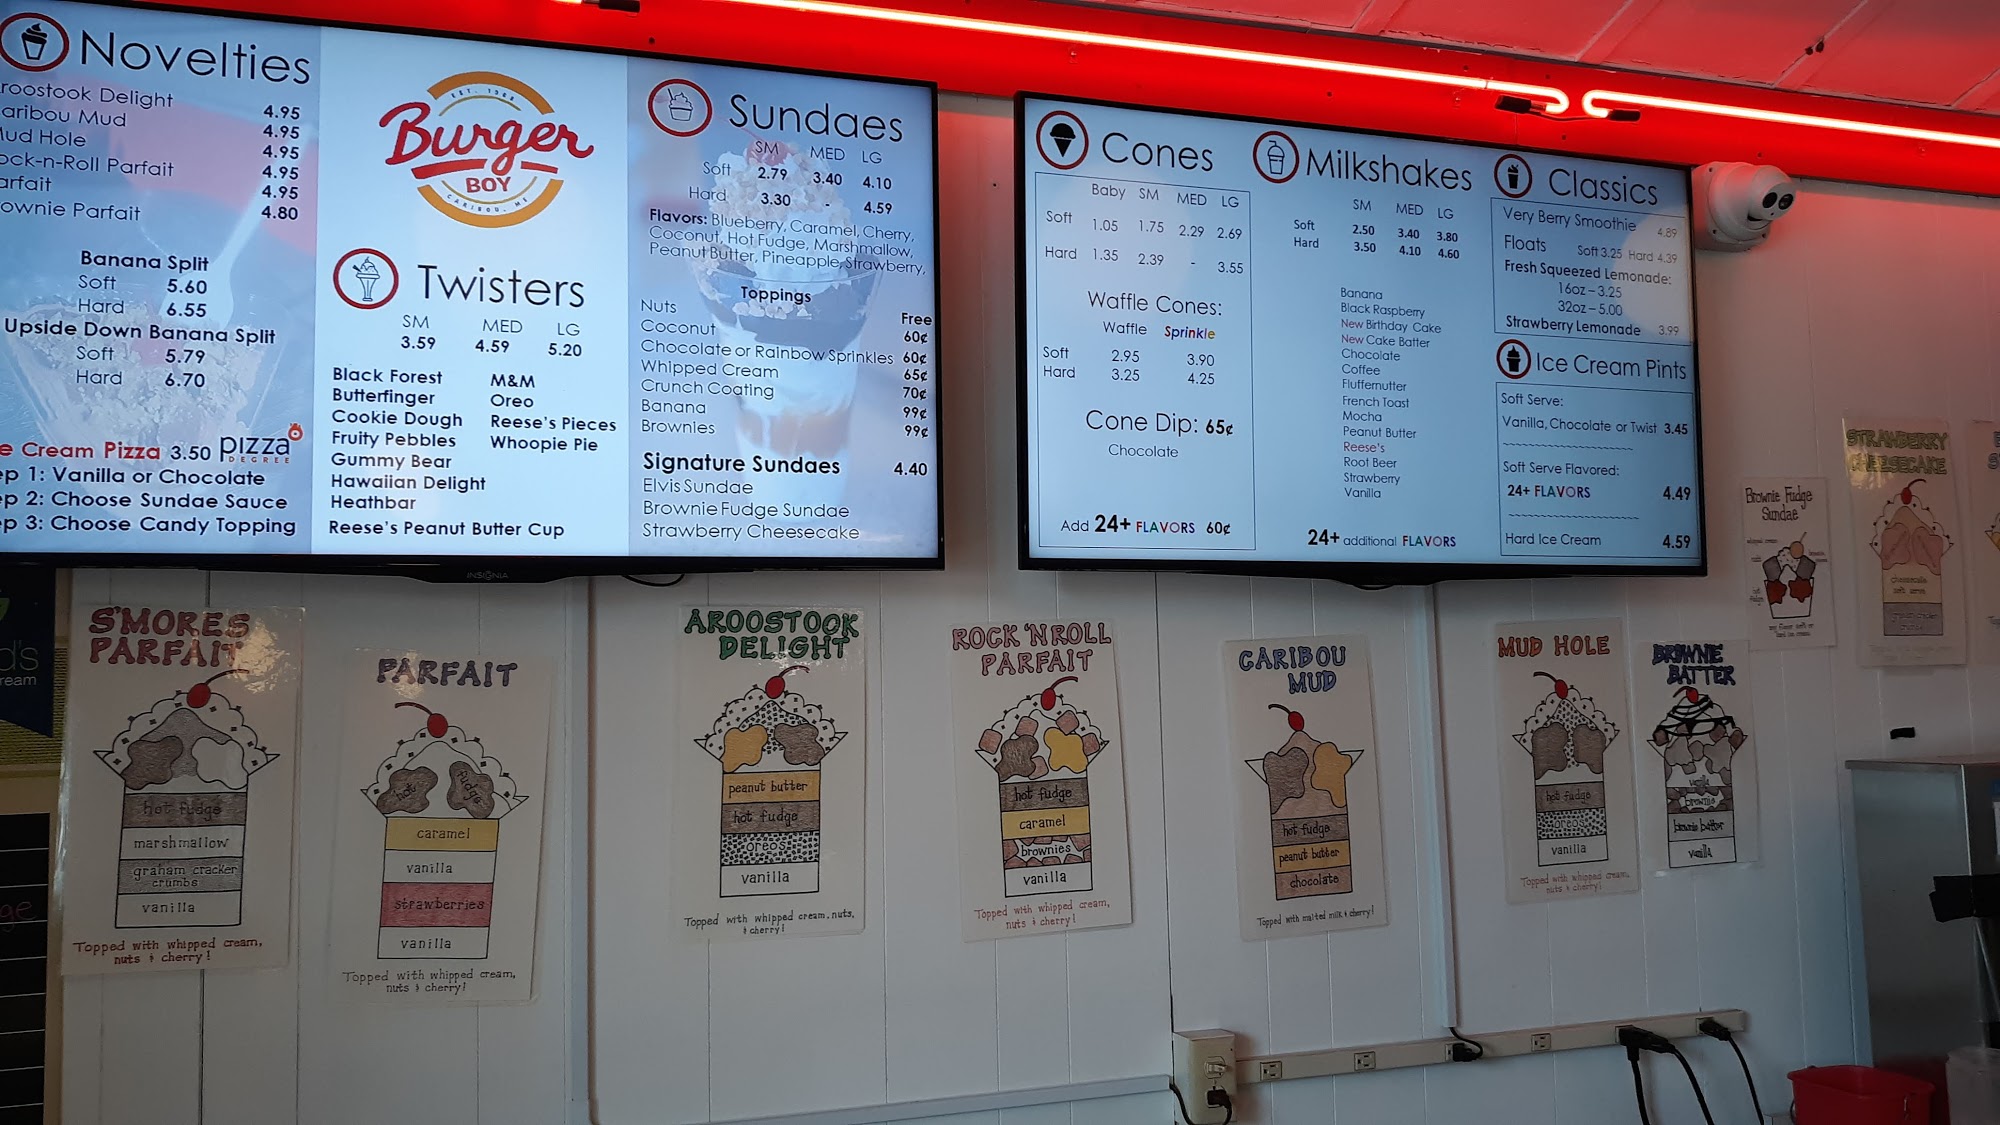 Novelties
roostook Delight 4.95
aribou Mud 4.95
ud Hole 4.95
ock-n-Roll Parfait 4.95
arfait 4.95
ownie Parfait 4.80
Banana Split
Soft 5.60
Hard 6.55
Upside Down Banana Split
Soft 5.79
Hard 6.70
e Cream Pizza 3.50 pizza
DEGREE
ep 1: Vanilla or Chocolate
ep 2: Choose Sundae Sauce
ep 3: Choose Candy Topping
EST. 1968
Burger
BOY
CARIBOU, ME
Twisters
SM MED LG
3.59 4.59 5.20
Black Forest
Butterfinger
Cookie Dough
Fruity Pebbles
Gummy Bear
Hawaiian Delight
Heathbar
Reese's Peanut Butter Cup
M&M
Oreo
Reese's Pieces
Whoopie Pie
Sundaes
SM MED LG
Soft 2.79 3.40 4.10
Hard 3.30 - 4.59
Flavors: Blueberry, Caramel, Cherry,
Coconut, Hot Fudge, Marshmallow,
Peanut Butter, Pineapple, Strawberry,
Toppings
Nuts Free
Coconut 60¢
Chocolate or Rainbow Sprinkles 60¢
Whipped Cream 65¢
Crunch Coating 70¢
Banana 99¢
Brownies 99¢
Signature Sundaes 4.40
Elvis Sundae
Brownie Fudge Sundae
Strawberry Cheesecake
INSIGNIA
Cones
Baby SM MED LG
Soft 1.05 1.75 2.29 2.69
Hard 1.35 2.39 - 3.55
Waffle Cones:
Waffle Sprinkle
Soft 2.95 3.90
Hard 3.25 4.25
Cone Dip: 65¢
Chocolate
Add 24+ FLAVORS 60¢
Milkshakes
SM MED LG
Soft 2.50 3.40 3.80
Hard 3.50 4.10 4.60
Banana
Black Raspberry
New Birthday Cake
New Cake Batter
Chocolate
Coffee
Fluffernutter
French Toast
Mocha
Peanut Butter
Reese's
Root Beer
Strawberry
Vanilla
24+ additional FLAVORS
Classics
Very Berry Smoothie 4.89
Floats Soft 3.25 Hard 4.39
Fresh Squeezed Lemonade:
16oz – 3.25
32oz – 5.00
Strawberry Lemonade 3.99
Ice Cream Pints
Soft Serve:
Vanilla, Chocolate or Twist 3.45
Soft Serve Flavored:
24+ FLAVORS 4.49
Hard Ice Cream 4.59
d's
ream
S'MORES
PARFAIT
hot fudge
marshmallow
graham cracker
crumbs
vanilla
Topped with whipped cream,
nuts & cherry!
PARFAIT
hot fudge
caramel
vanilla
strawberries
vanilla
Topped with whipped cream,
nuts & cherry!
AROOSTOOK
DELIGHT
peanut butter
hot fudge
oreos
vanilla
Topped with whipped cream, nuts,
& cherry!
ROCK 'N ROLL
PARFAIT
hot fudge
caramel
brownies
vanilla
Topped with whipped cream,
nuts & cherry!
CARIBOU
MUD
hot fudge
peanut butter
chocolate
Topped with malted milk & cherry!
MUD HOLE
hot fudge
oreos
vanilla
Topped with whipped cream,
nuts & cherry!
BROWNIE
BATTER
vanilla
brownie
brownie batter
vanilla
Brownie Fudge
Sundae
STRAWBERRY
CHEESECAKE
cheesecake
soft serve